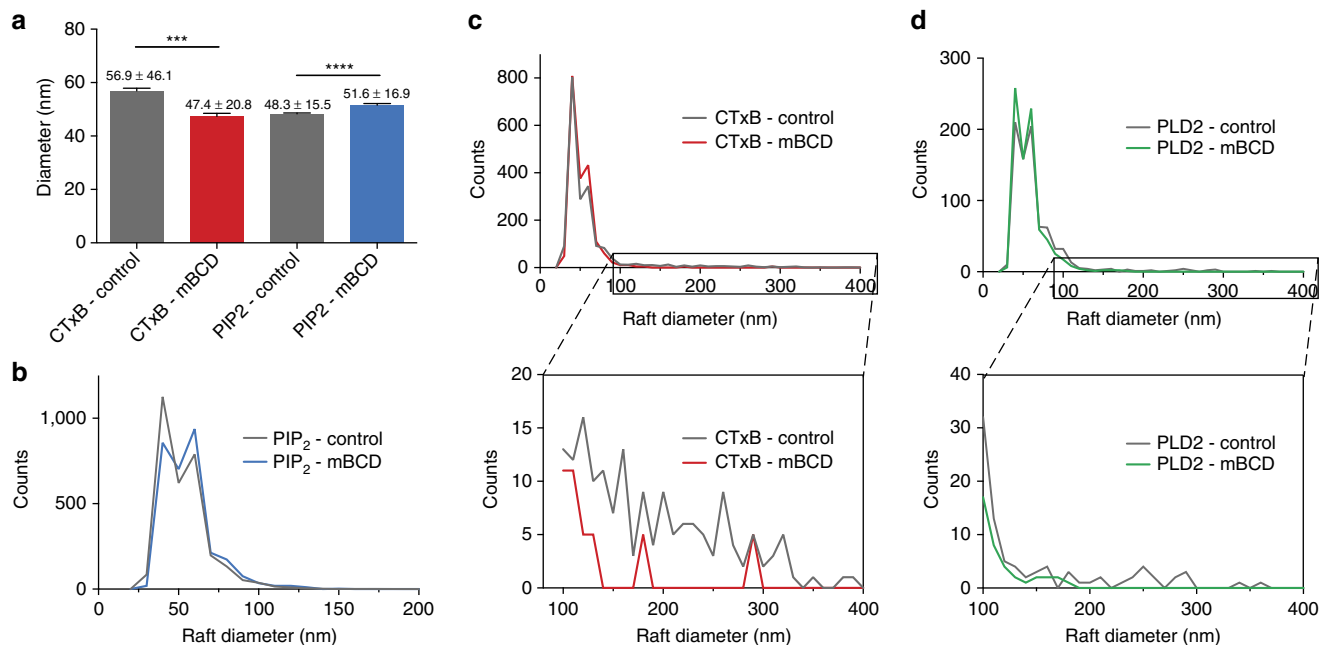 a
80
60
40
20
0
Diameter (nm)
***
****
56.9 ± 46.1
47.4 ± 20.8
48.3 ± 15.5
51.6 ± 16.9
CTxB - control
CTxB - mBCD
PIP2 - control
PIP2 - mBCD
b
1,000
500
0
Counts
PIP₂ - control
PIP₂ - mBCD
0 50 100 150 200
Raft diameter (nm)
c
800
600
400
200
0
Counts
CTxB - control
CTxB - mBCD
0 100 200 300 400
Raft diameter (nm)
20
15
10
5
0
Counts
CTxB - control
CTxB - mBCD
100 200 300 400
Raft diameter (nm)
d
300
200
100
0
Counts
PLD2 - control
PLD2 - mBCD
0 100 200 300 400
Raft diameter (nm)
40
30
20
10
0
Counts
PLD2 - control
PLD2 - mBCD
100 200 300 400
Raft diameter (nm)